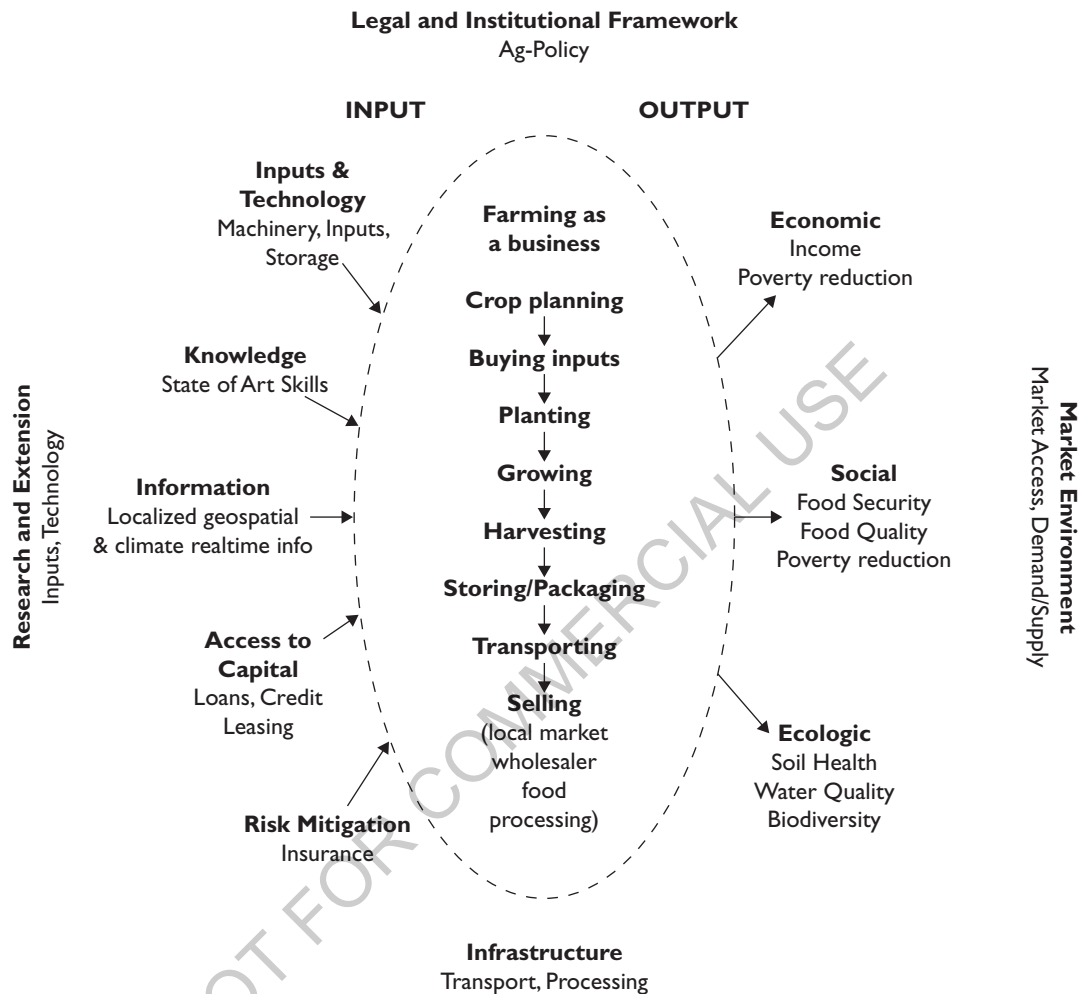 Legal and Institutional Framework
Ag-Policy
INPUT
OUTPUT
Inputs &
Technology
Machinery, Inputs,
Storage
Knowledge
State of Art Skills
Information
Localized geospatial
& climate realtime info
Access to
Capital
Loans, Credit
Leasing
Risk Mitigation
Insurance
Farming as
a business
Crop planning
Buying inputs
Planting
Growing
Harvesting
Storing/Packaging
Transporting
Selling
(local market
wholesaler
food
processing)
Economic
Income
Poverty reduction
Social
Food Security
Food Quality
Poverty reduction
Ecologic
Soil Health
Water Quality
Biodiversity
Research and Extension
Inputs, Technology
Market Environment
Market Access, Demand/Supply
Infrastructure
Transport, Processing
NOT FOR COMMERCIAL USE